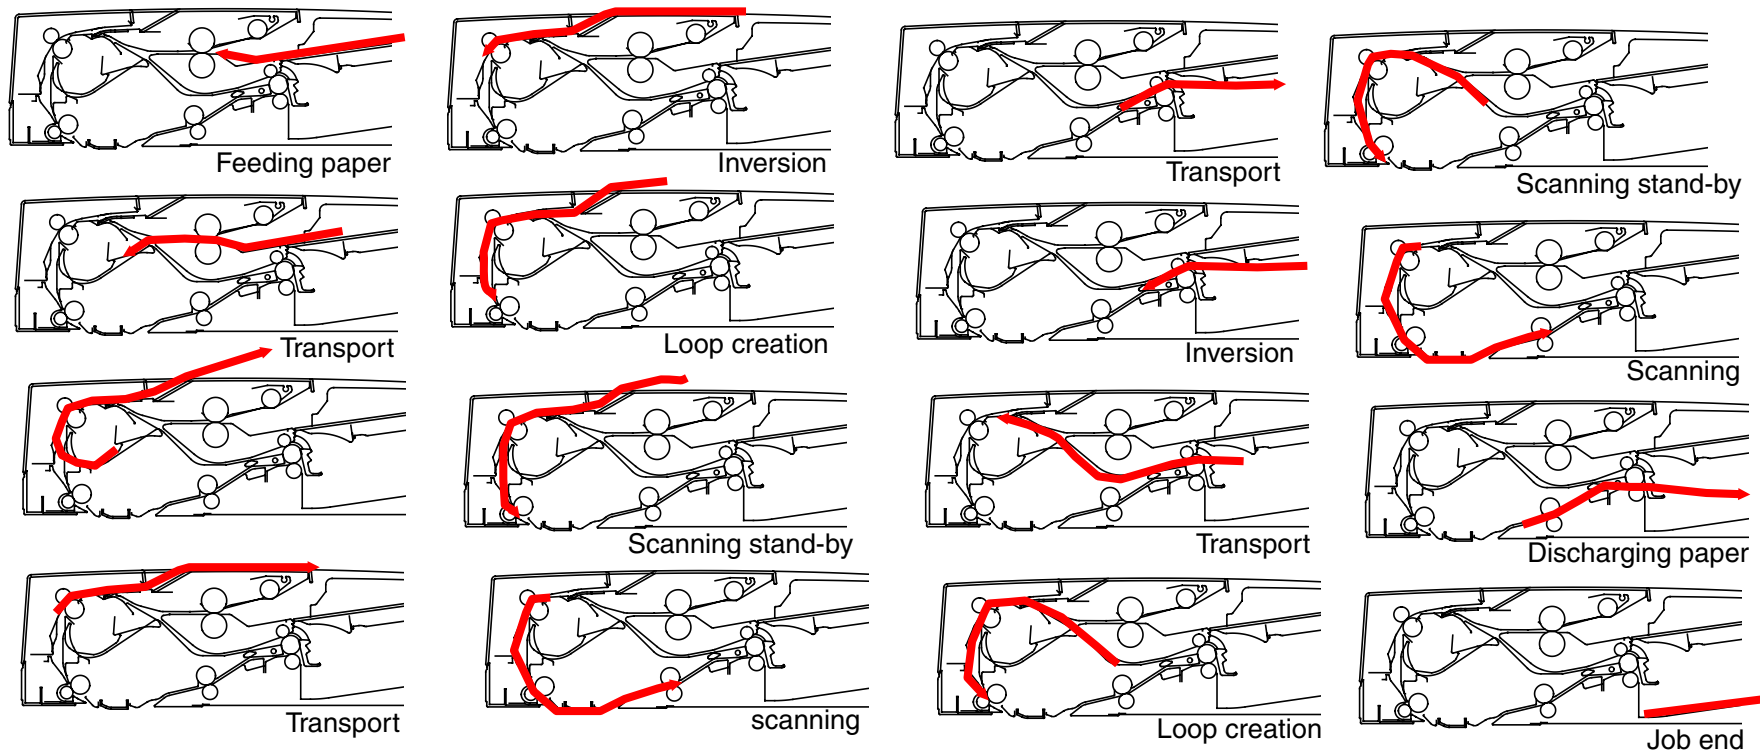 Feeding paper
Transport
Transport
Inversion
Loop creation
Scanning stand-by
scanning
Transport
Inversion
Transport
Loop creation
Scanning stand-by
Scanning
Discharging paper
Job end